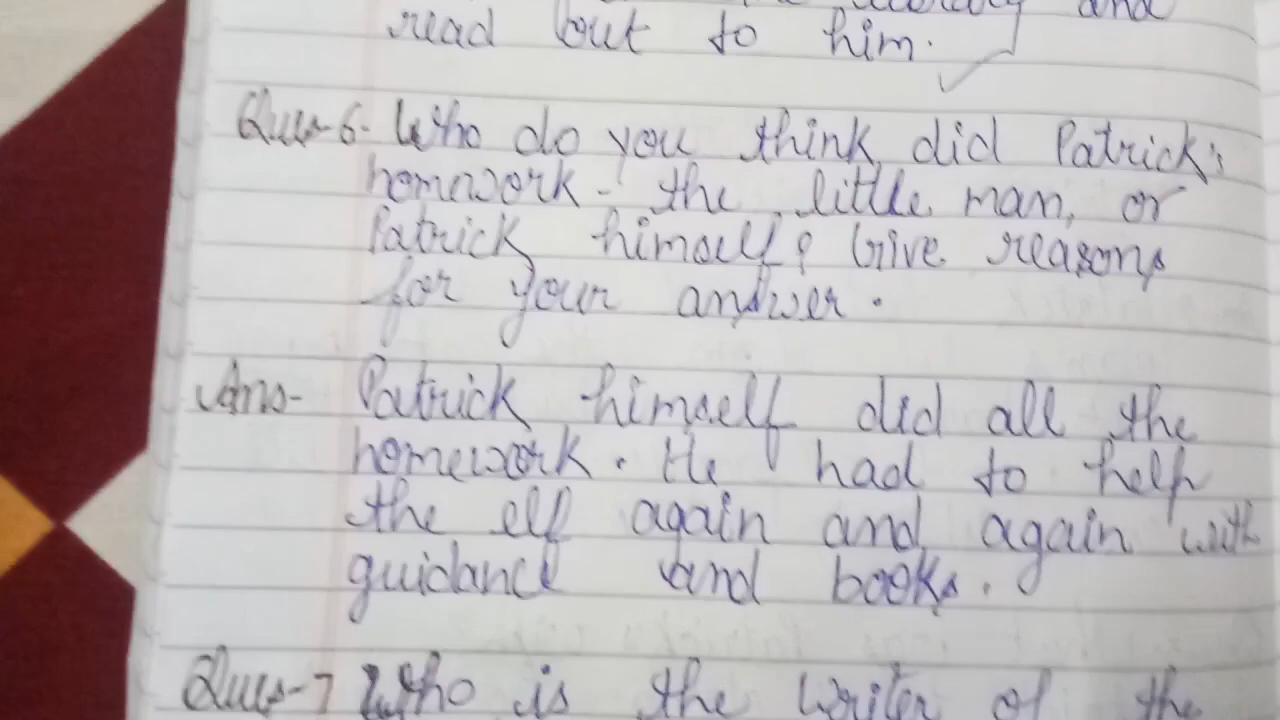 and
read out to him.
Ques-6. Who do you think did Patrick's
homework - the little man, or
Patrick himself? Give reasons
for your answer.
Ans- Patrick himself did all the
homework. He had to help
the elf again and again with
guidance and books.
Ques-7 Who is the writer of the